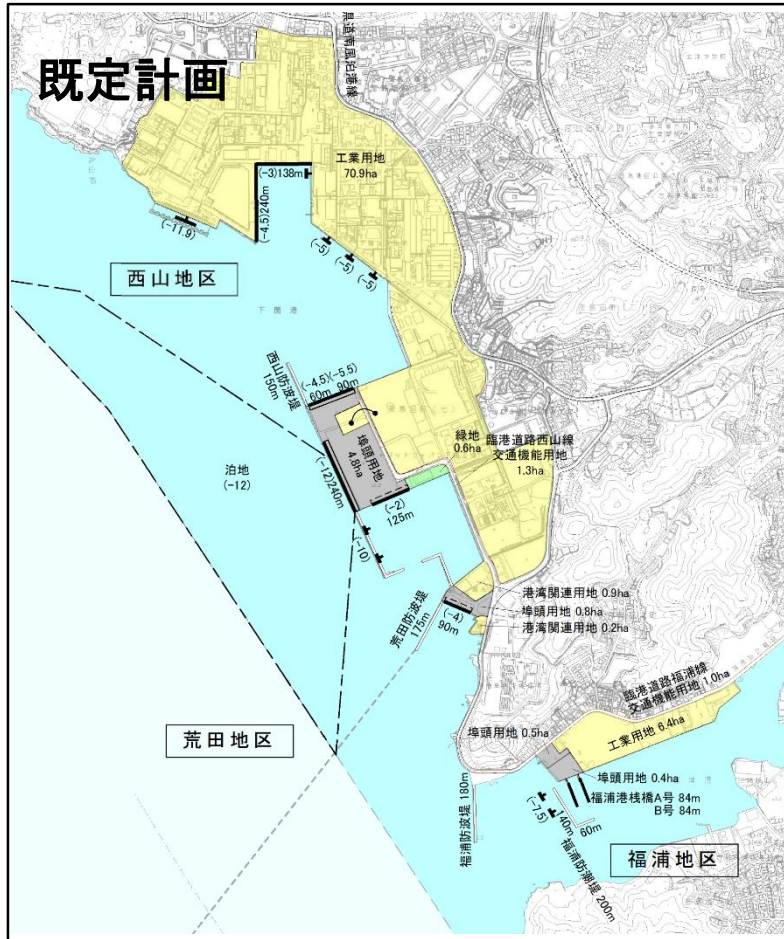 既定計画
県道南風泊港線
工業用地
70.9ha
(-3)138m
(-4.5)240m
(-11.9)
(-5)
(-5)
(-5)
西山地区
下関港
西山防波堤
150m
(-4.5)(-5.5)
60m 90m
埠頭用地
4.8ha
緑地
0.6ha
臨港道路西山線
交通機能用地
1.3ha
泊地
(-12)
(-12)240m
(-2)
125m
(-10)
港湾関連用地 0.9ha
埠頭用地 0.8ha
港湾関連用地 0.2ha
(-4)
90m
荒田防波堤
175m
臨港道路福浦線
交通機能用地 1.0ha
荒田地区
埠頭用地 0.5ha
工業用地 6.4ha
埠頭用地 0.4ha
福浦港桟橋A号 84m
B号 84m
(-7.5)
140m
60m
福浦防波堤 180m
福浦防潮堤 200m
福浦地区